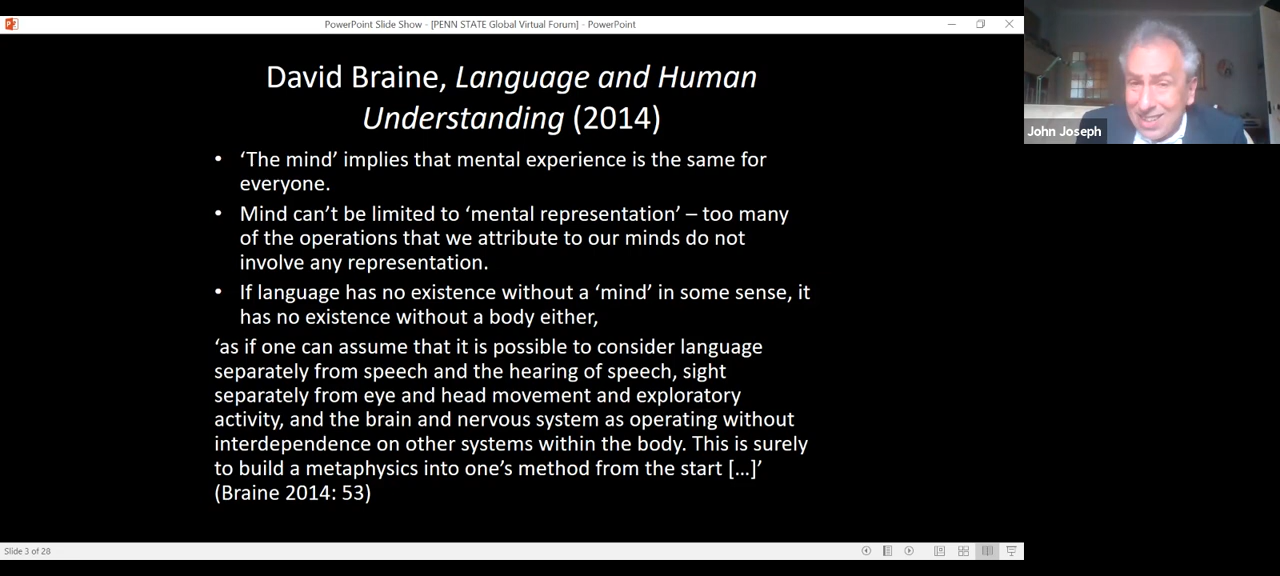 PowerPoint Slide Show - [PENN STATE Global Virtual Forum] - PowerPoint
David Braine, Language and Human
Understanding (2014)
• ‘The mind’ implies that mental experience is the same for
everyone.
• Mind can’t be limited to ‘mental representation’ – too many
of the operations that we attribute to our minds do not
involve any representation.
• If language has no existence without a ‘mind’ in some sense, it
has no existence without a body either,
‘as if one can assume that it is possible to consider language
separately from speech and the hearing of speech, sight
separately from eye and head movement and exploratory
activity, and the brain and nervous system as operating without
interdependence on other systems within the body. This is surely
to build a metaphysics into one’s method from the start […]’
(Braine 2014: 53)
John Joseph
Slide 3 of 28